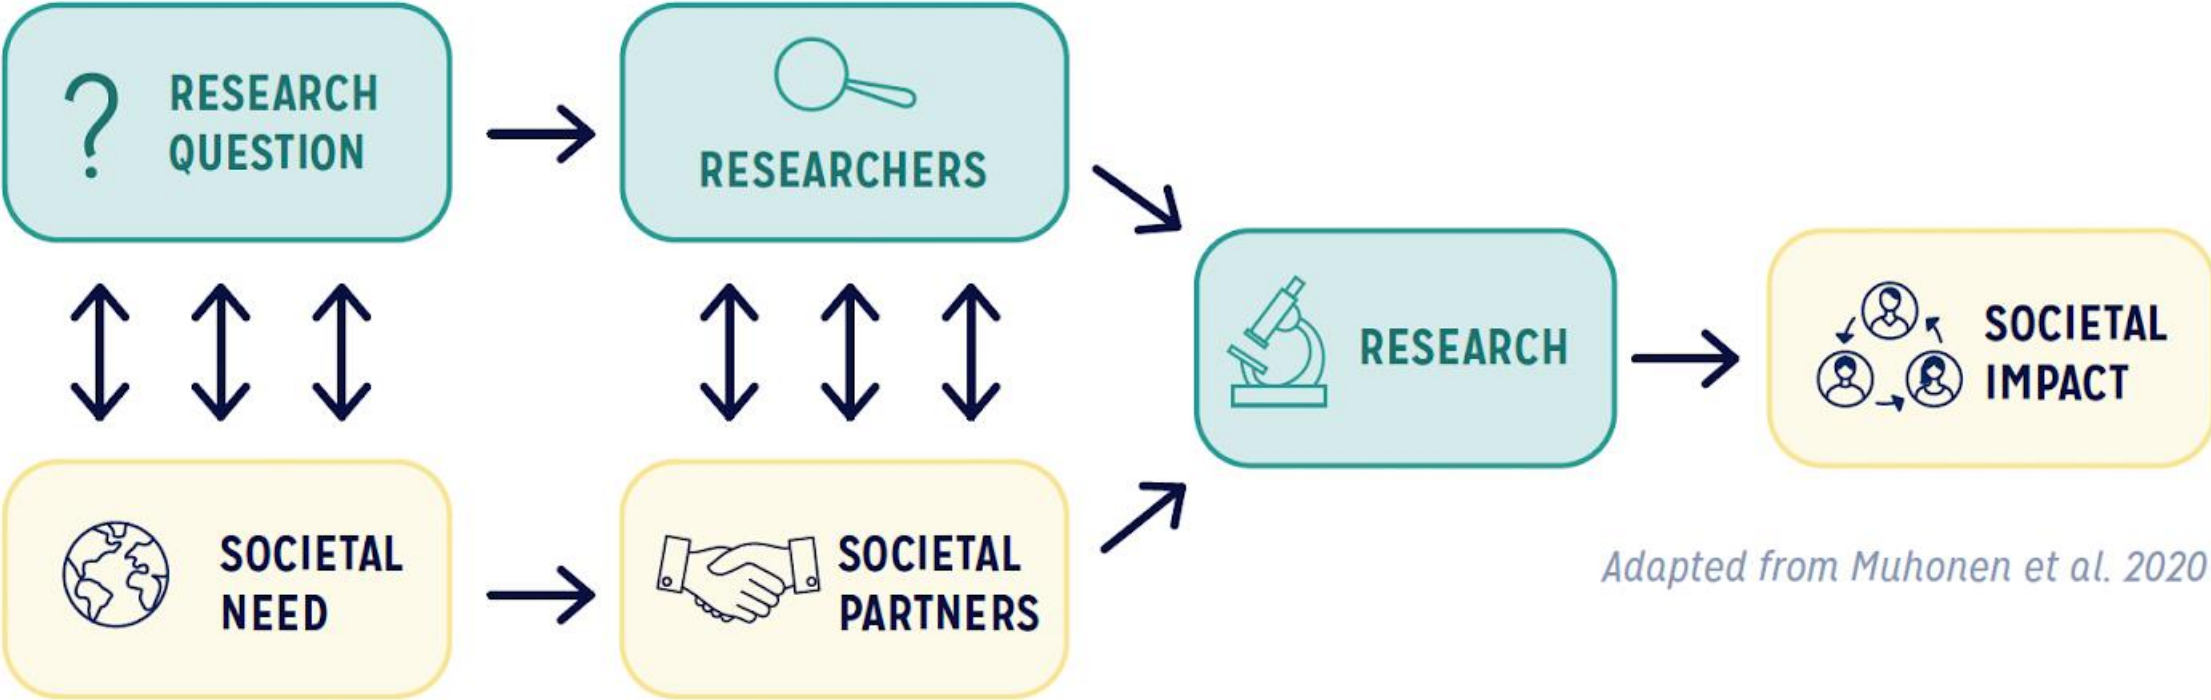 RESEARCH
QUESTION
RESEARCHERS
RESEARCH
SOCIETAL
IMPACT
SOCIETAL
NEED
SOCIETAL
PARTNERS
Adapted from Muhonen et al. 2020